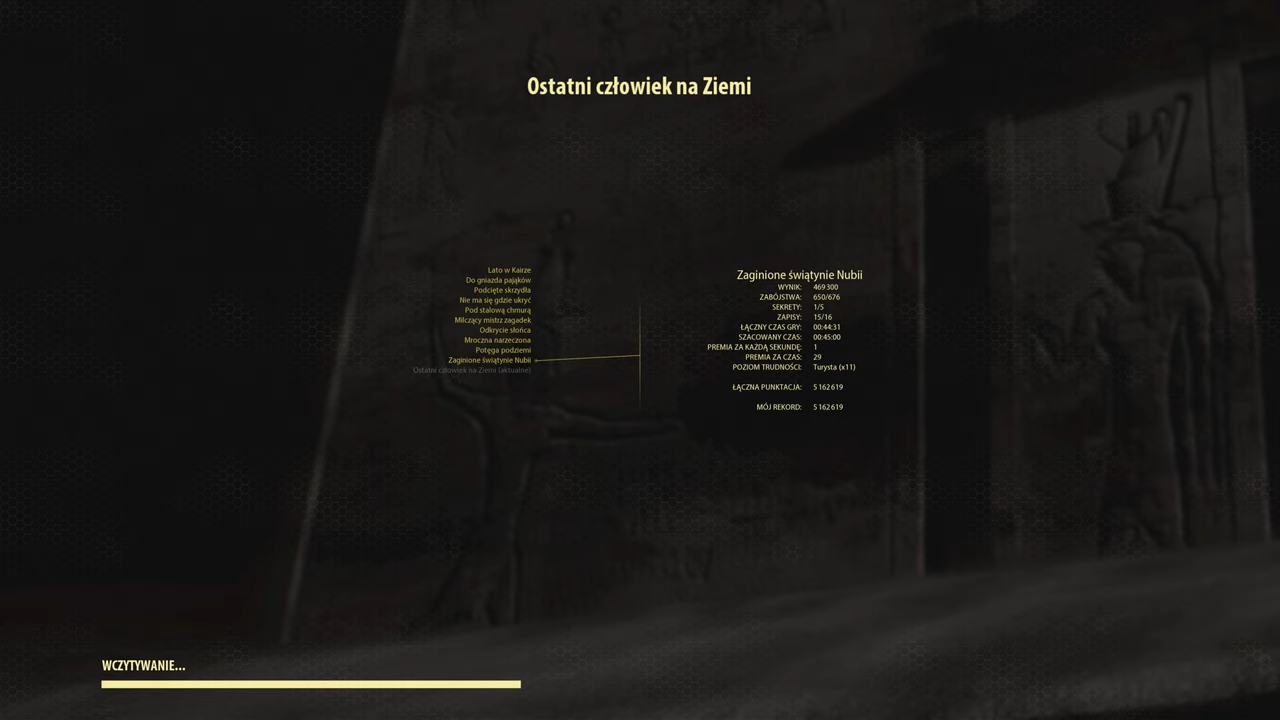 Ostatni człowiek na Ziemi
Lato w Kairze
Do gniazda pająków
Podcięte skrzydła
Nie ma się gdzie ukryć
Pod stalową chmurą
Milczący mistrz zagadek
Odkrycie słońca
Mroczna narzeczona
Potęga podziemi
Zaginione świątynie Nubii
Ostatni człowiek na Ziemi (aktualne)
Zaginione świątynie Nubii
WYNIK: 469 300
ZABÓJSTWA: 650/676
SEKRETY: 1/5
ZAPISY: 15/16
ŁĄCZNY CZAS GRY: 00:44:31
SZACOWANY CZAS: 00:45:00
PREMIA ZA KAŻDĄ SEKUNDĘ: 1
PREMIA ZA CZAS: 29
POZIOM TRUDNOŚCI: Turysta (x11)
ŁĄCZNA PUNKTACJA: 5 162 619
MÓJ REKORD: 5 162 619
WCZYTYWANIE...